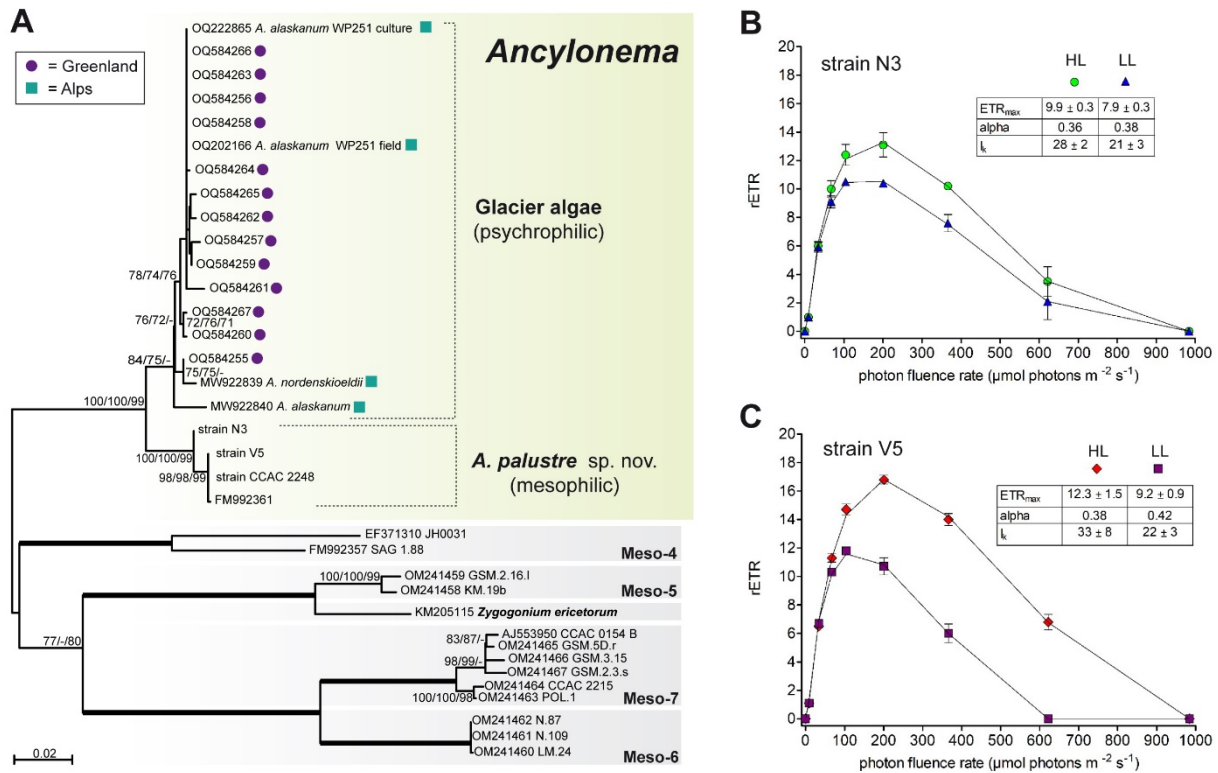 A
= Greenland
= Alps
OQ222865 A. alaskanum WP251 culture
OQ584266
OQ584263
OQ584256
OQ584258
OQ202166 A. alaskanum WP251 field
OQ584264
OQ584265
OQ584262
OQ584257
OQ584259
OQ584261
78/74/76
OQ584267
72/76/71
76/72/-
OQ584260
OQ584255
84/75/-
75/75/-
MW922839 A. nordenskioeldii
MW922840 A. alaskanum
100/100/99
strain N3
100/100/99
strain V5
98/98/99
strain CCAC 2248
FM992361
Ancylonema
Glacier algae
(psychrophilic)
A. palustre sp. nov.
(mesophilic)
EF371310 JH0031
FM992357 SAG 1.88
Meso-4
100/100/99
OM241459 GSM.2.16.l
OM241458 KM.19b
Meso-5
KM205115 Zygogonium ericetorum
77/-/80
83/87/-
AJ553950 CCAC 0154 B
OM241465 GSM.5D.r
98/99/-
OM241466 GSM.3.15
OM241467 GSM.2.3.s
OM241464 CCAC 2215
100/100/98
OM241463 POL.1
Meso-7
OM241462 N.87
OM241461 N.109
OM241460 LM.24
Meso-6
0.02
B
strain N3
HL LL
ETRmax 9.9 ± 0.3 7.9 ± 0.3
alpha 0.36 0.38
Ik 28 ± 2 21 ± 3
rETR
20
18
16
14
12
10
8
6
4
2
0
0 100 200 300 400 500 600 700 800 900 1000
photon fluence rate (µmol photons m -2 s-1)
C
strain V5
HL LL
ETRmax 12.3 ± 1.5 9.2 ± 0.9
alpha 0.38 0.42
Ik 33 ± 8 22 ± 3
rETR
20
18
16
14
12
10
8
6
4
2
0
0 100 200 300 400 500 600 700 800 900 1000
photon fluence rate (µmol photons m -2 s-1)